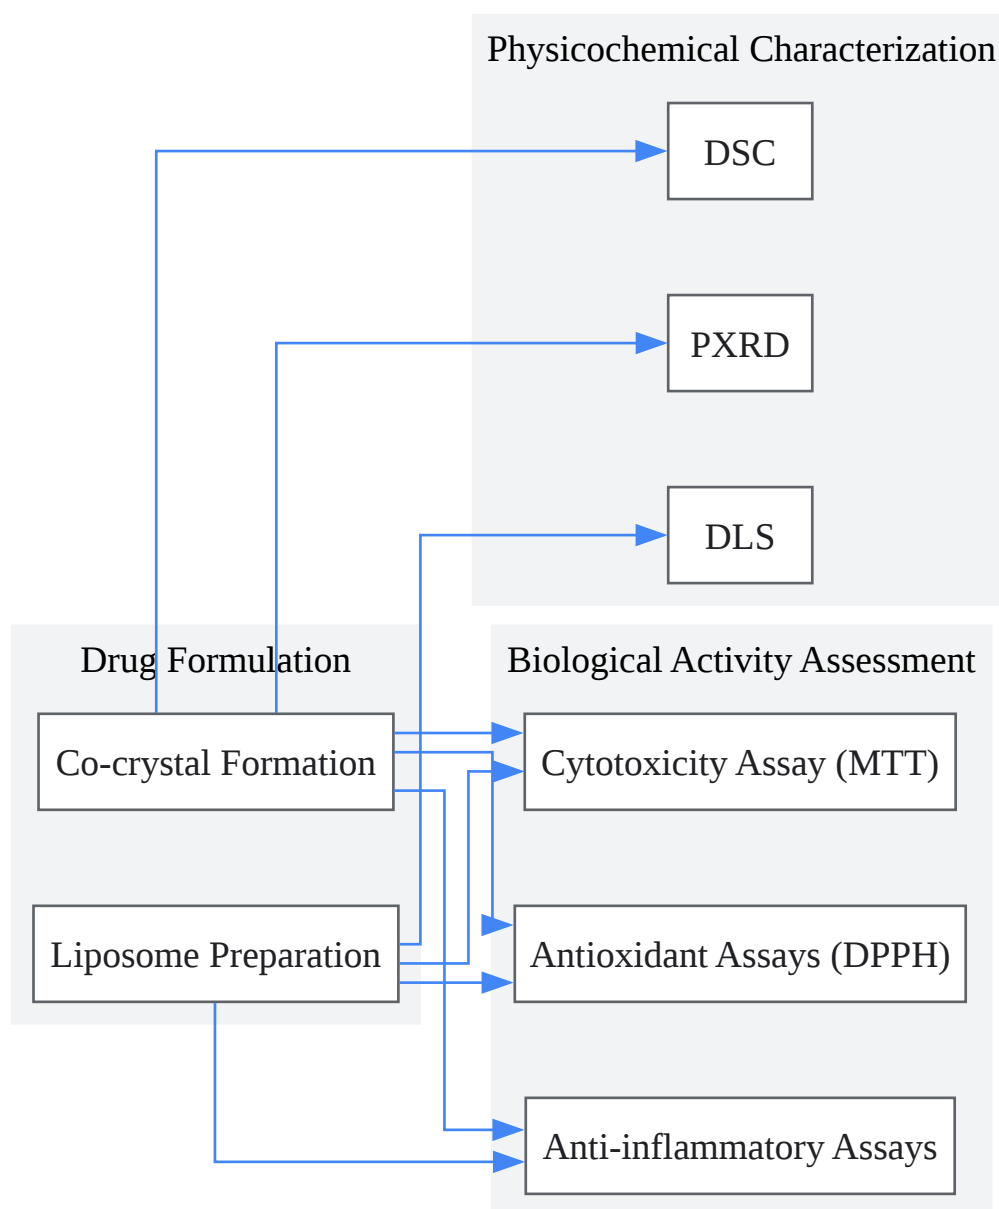 Physicochemical Characterization
DSC
PXRD
DLS
Drug Formulation
Co-crystal Formation
Liposome Preparation
Biological Activity Assessment
Cytotoxicity Assay (MTT)
Antioxidant Assays (DPPH)
Anti-inflammatory Assays